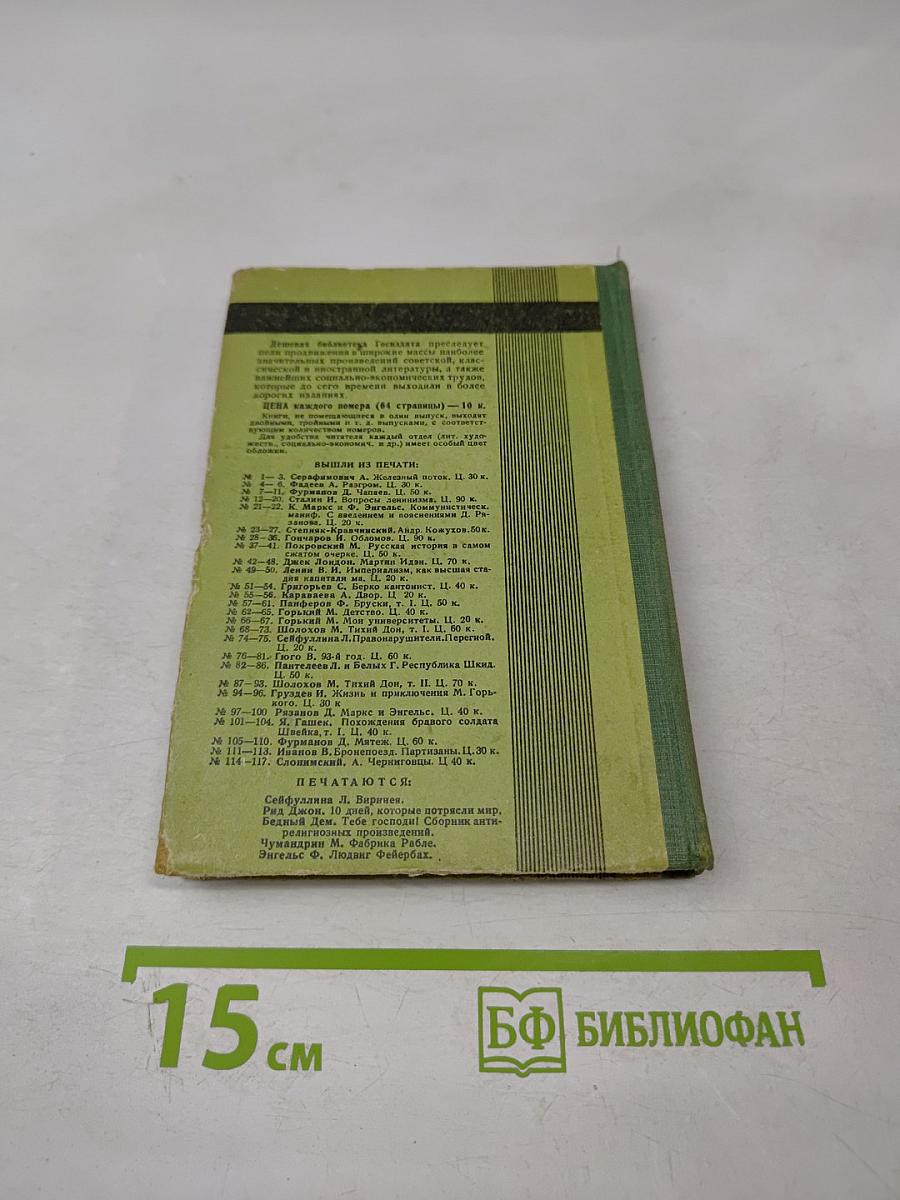 Дешевая библиотека Госиздата преследует
цели продвижения в широкие массы наиболее
значительных произведений советской, клас-
сической и иностранной литературы, а также
важнейших социально-экономических трудов,
которые до сего времени выходили в более
дорогих изданиях.
ЦЕНА каждого номера (64 страницы) — 10 к.
Книги, не помещающиеся в один выпуск, выходят
двойными, тройными и т. д. выпусками, с соответст-
вующим количеством номеров.
Для удобства читателя каждый отдел (лит. худо-
жеств., социально-экономич. и др.) имеет особый цвет
обложки.
ВЫШЛИ ИЗ ПЕЧАТИ:
№ 1— 3. Серафимович А. Железный поток. Ц. 30 к.
№ 4— 6. Фадеев А. Разгром. Ц. 30 к.
№ 7—11. Фурманов Д. Чапаев. Ц. 50 к.
№ 12—20. Сталин И. Вопросы ленинизма. Ц. 90 к.
№ 21—22. К. Маркс и Ф. Энгельс. Коммунистическ.
маниф. С введением и пояснениями Д. Ря-
занова. Ц. 20 к.
№ 23—27. Степняк-Кравчинский. Андр. Кожухов. 50 к.
№ 28—36. Гончаров И. Обломов. Ц. 90 к.
№ 37—41. Покровский М. Русская история в самом
сжатом очерке. Ц. 50 к.
№ 42—48. Джек Лондон. Мартин Идэн. Ц. 70 к.
№ 49—50. Ленин В. И. Империализм, как высшая ста-
дия капитали ма. Ц. 20 к.
№ 51—54. Григорьев С. Берко кантонист. Ц. 40 к.
№ 55—56. Караваева А. Двор. Ц 20 к.
№ 57—61. Панферов Ф. Бруски, т. I. Ц. 50 к.
№ 62—65. Горький М. Детство. Ц. 40 к.
№ 66—67. Горький М. Мои университеты. Ц. 20 к.
№ 68—73. Шолохов М. Тихий Дон, т. I. Ц. 60 к.
№ 74—75. Сейфуллина Л. Правонарушители. Перегной.
Ц. 20 к.
№ 76—81. Гюго В. 93-й год. Ц. 60 к.
№ 82—86. Пантелеев Л. и Белых Г. Республика Шкид.
Ц. 50 к.
№ 87—93. Шолохов М. Тихий Дон, т. II. Ц. 70 к.
№ 94—96. Груздев И. Жизнь и приключения М. Горь-
кого. Ц. 30 к
№ 97—100 Рязанов Д. Маркс и Энгельс. Ц. 40 к.
№ 101—104. Я. Гашек. Похождения бравого солдата
Швейка, т. I. Ц. 40 к.
№ 105—110. Фурманов Д. Мятеж. Ц. 60 к.
№ 111—113. Иванов В. Бронепоезд. Партизаны. Ц. 30 к.
№ 114—117. Слонимский. А. Черниговцы. Ц 40 к.
ПЕЧАТАЮТСЯ:
Сейфуллина Л. Виринея.
Рид Джон. 10 дней, которые потрясли мир.
Бедный Дем. Тебе господи! Сборник анти-
религиозных произведений.
Чумандрин М. Фабрика Рабле.
Энгельс Ф. Людвиг Фейербах.
15 см
БФ БИБЛИОФАН